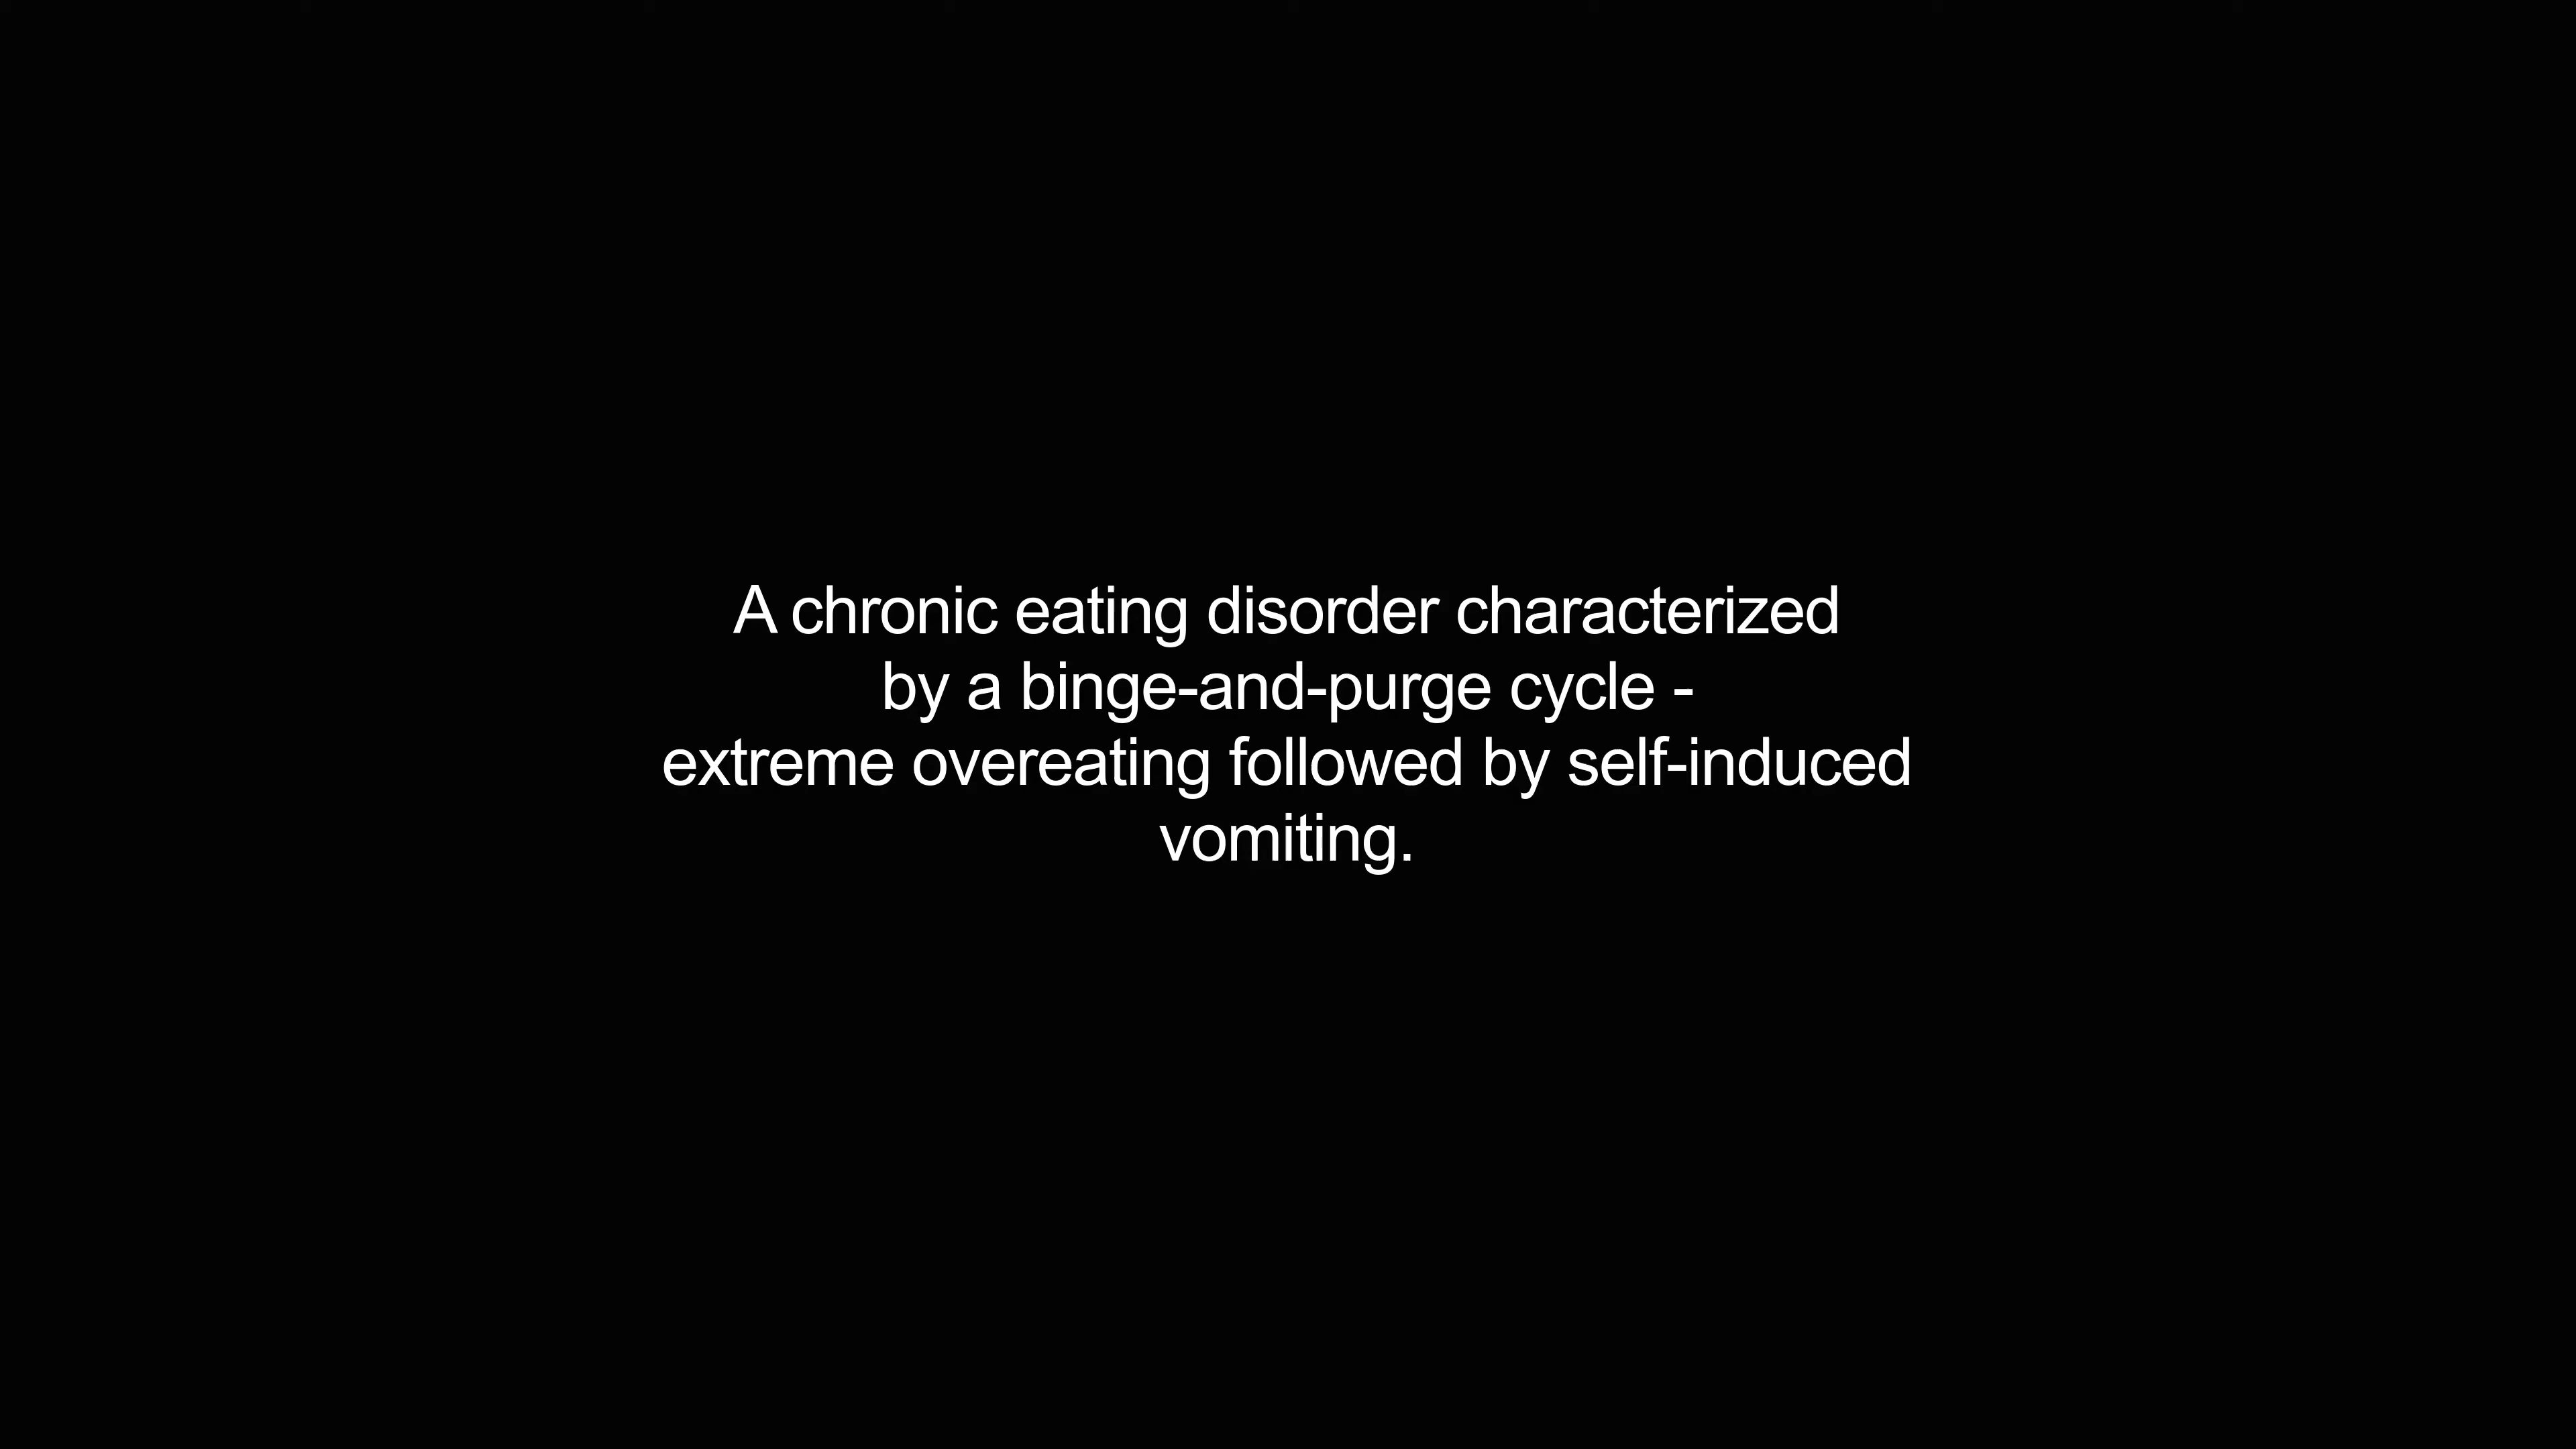 A chronic eating disorder characterized
by a binge-and-purge cycle -
extreme overeating followed by self-induced
vomiting.